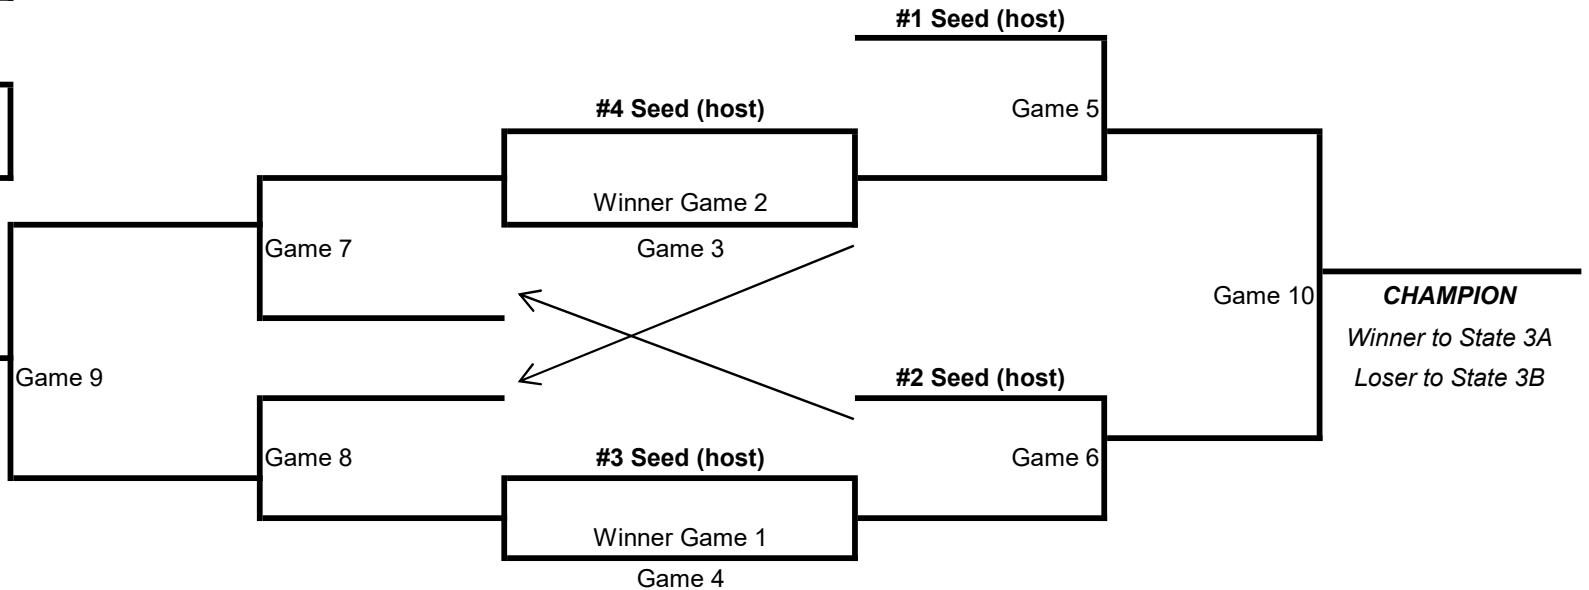 #1 Seed (host)
#4 Seed (host)
Game 5
Winner Game 2
Game 7
Game 3
Game 10
CHAMPION
Winner to State 3A
Game 9
#2 Seed (host)
Loser to State 3B
Game 8
#3 Seed (host)
Game 6
Winner Game 1
Game 4